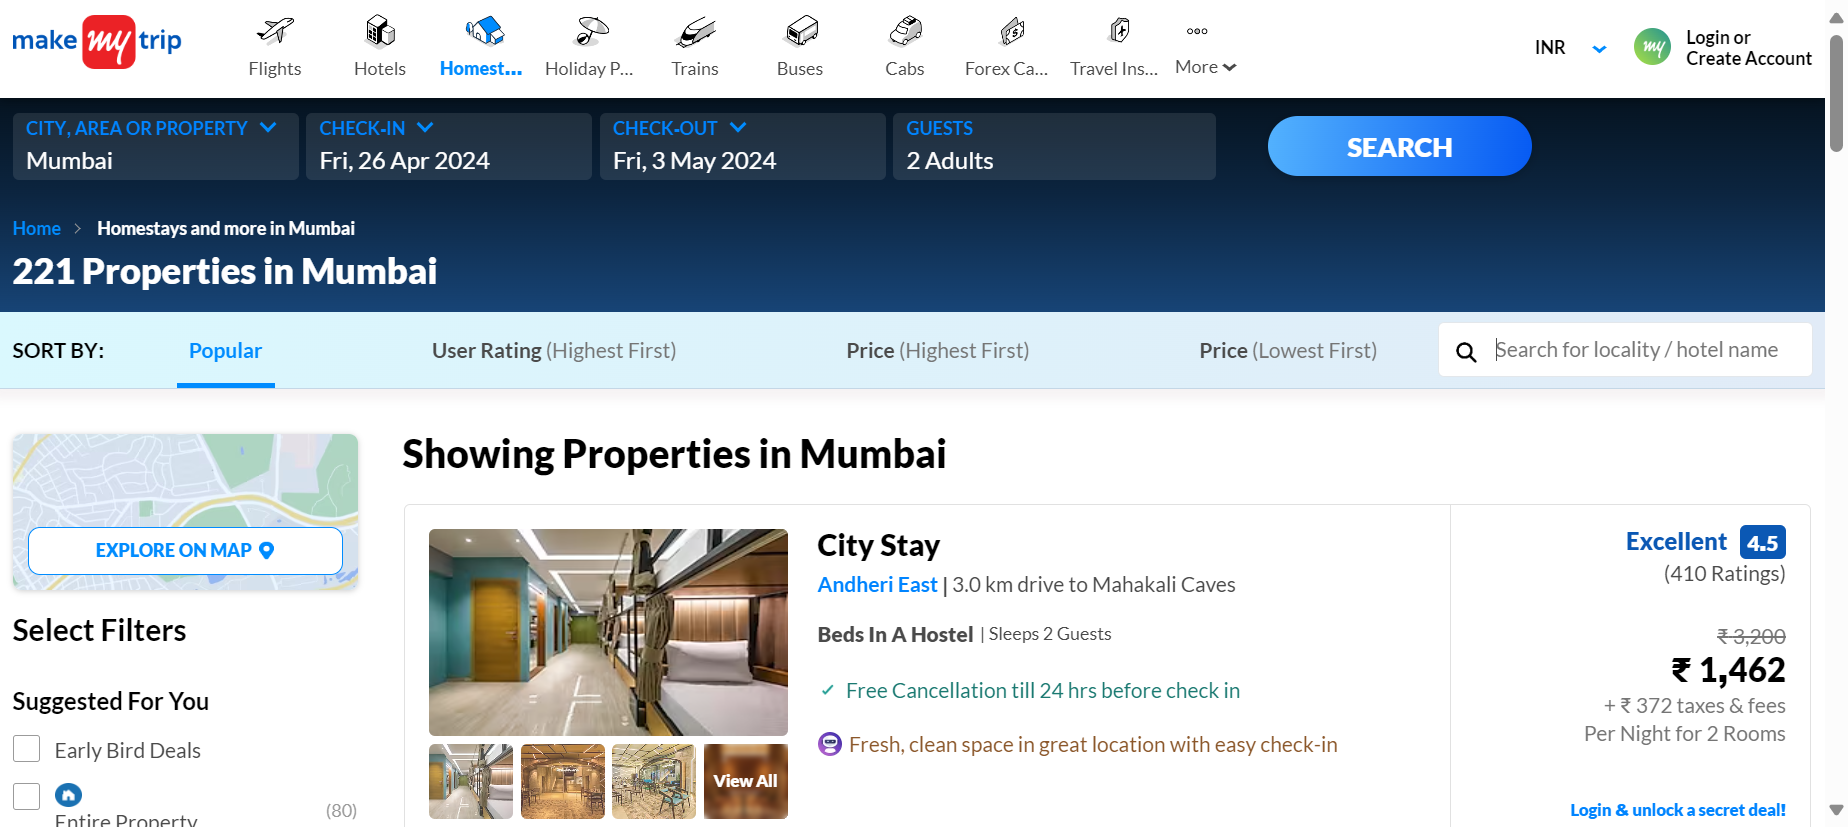 make my trip
Flights
Hotels
Homest...
Holiday P...
Trains
Buses
Cabs
Forex Ca...
Travel Ins...
More
INR
my
Login or
Create Account
CITY, AREA OR PROPERTY
Mumbai
CHECK-IN
Fri, 26 Apr 2024
CHECK-OUT
Fri, 3 May 2024
GUESTS
2 Adults
SEARCH
Home > Homestays and more in Mumbai
221 Properties in Mumbai
SORT BY:
Popular
User Rating (Highest First)
Price (Highest First)
Price (Lowest First)
Search for locality / hotel name
EXPLORE ON MAP
Select Filters
Suggested For You
Early Bird Deals
Entire Property
(80)
Showing Properties in Mumbai
View All
City Stay
Andheri East | 3.0 km drive to Mahakali Caves
Beds In A Hostel | Sleeps 2 Guests
Free Cancellation till 24 hrs before check in
Fresh, clean space in great location with easy check-in
Excellent 4.5
(410 Ratings)
₹ 3,200
₹ 1,462
+ ₹ 372 taxes & fees
Per Night for 2 Rooms
Login & unlock a secret deal!